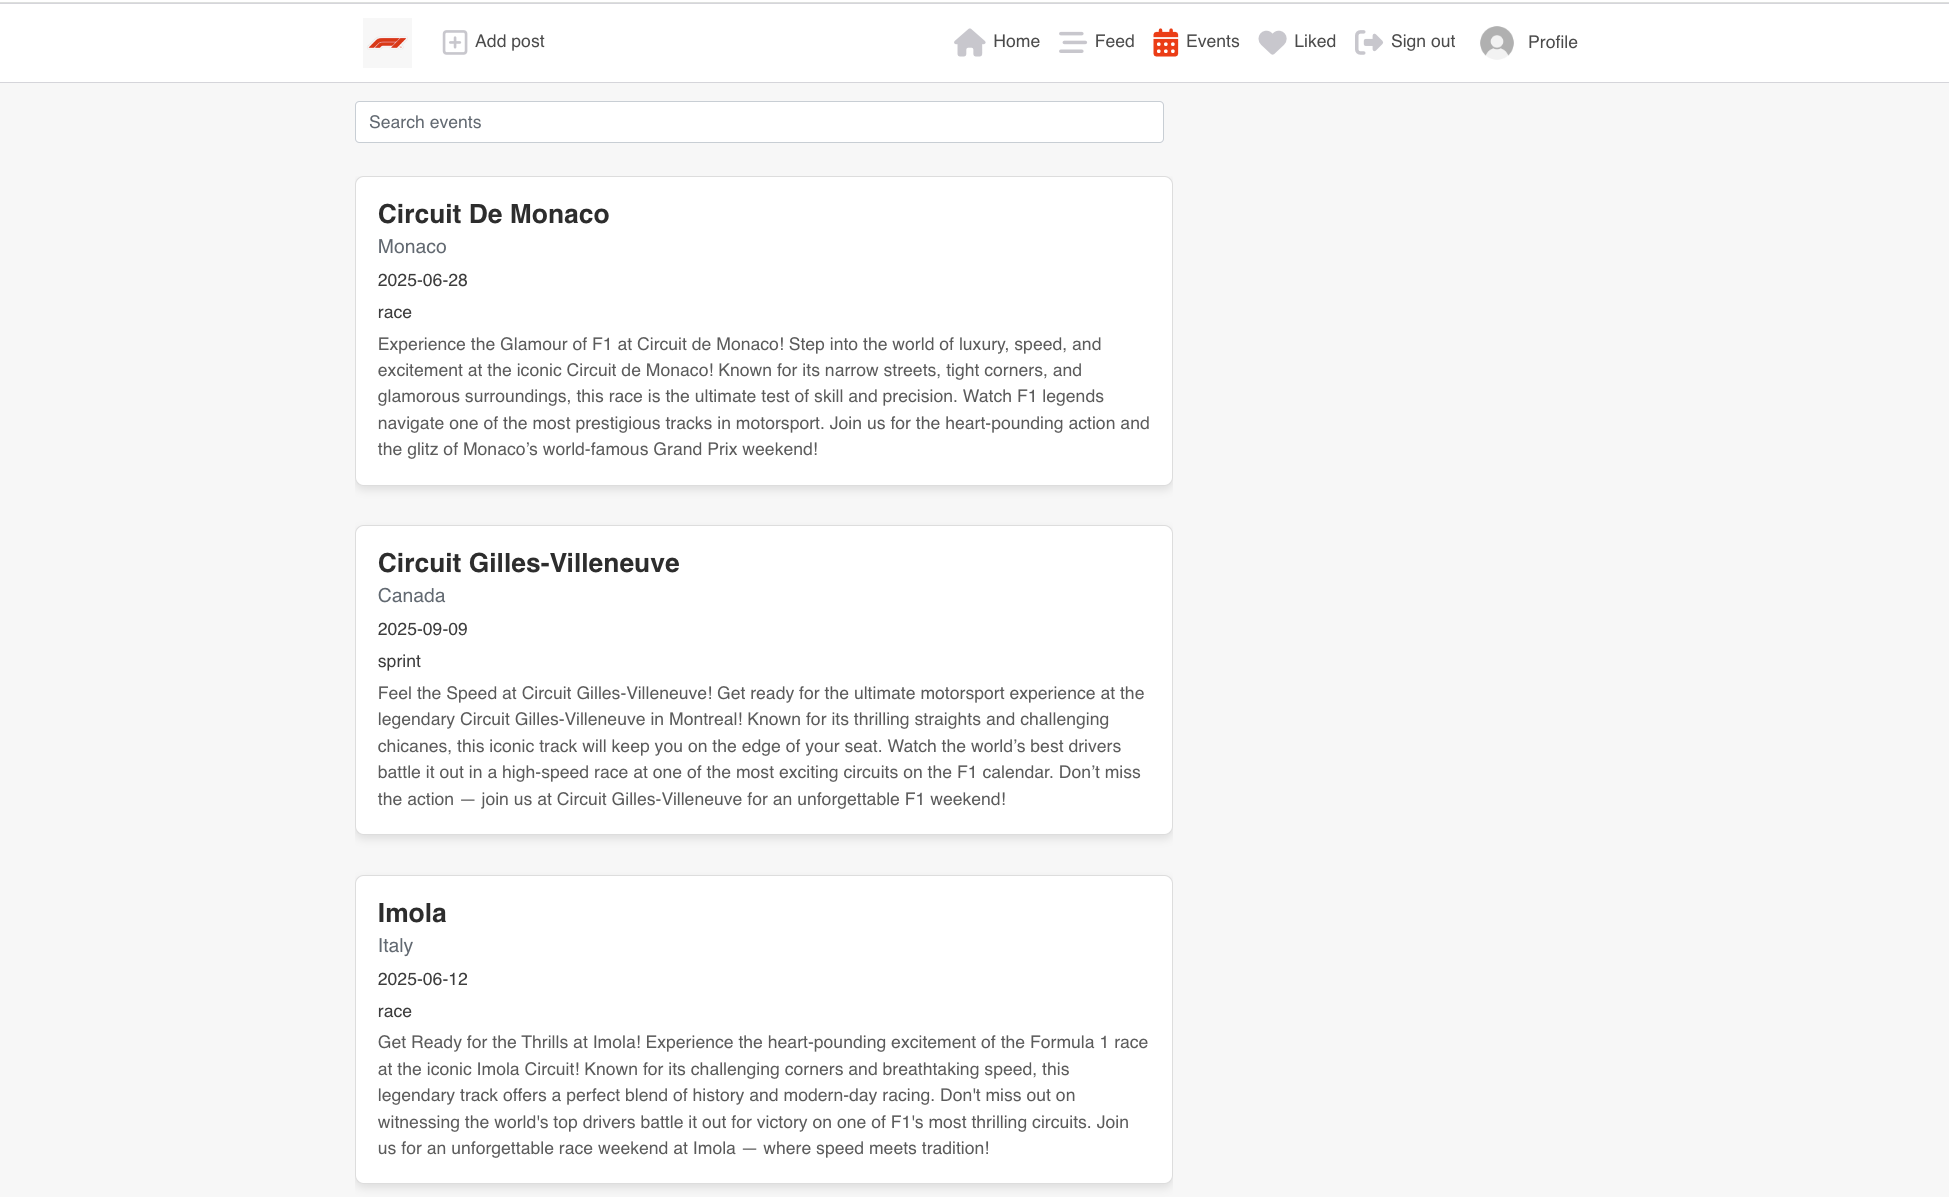 Add post
Home
Feed
Events
Liked
Sign out
Profile
Search events
Circuit De Monaco
Monaco
2025-06-28
race
Experience the Glamour of F1 at Circuit de Monaco! Step into the world of luxury, speed, and
excitement at the iconic Circuit de Monaco! Known for its narrow streets, tight corners, and
glamorous surroundings, this race is the ultimate test of skill and precision. Watch F1 legends
navigate one of the most prestigious tracks in motorsport. Join us for the heart-pounding action and
the glitz of Monaco’s world-famous Grand Prix weekend!
Circuit Gilles-Villeneuve
Canada
2025-09-09
sprint
Feel the Speed at Circuit Gilles-Villeneuve! Get ready for the ultimate motorsport experience at the
legendary Circuit Gilles-Villeneuve in Montreal! Known for its thrilling straights and challenging
chicanes, this iconic track will keep you on the edge of your seat. Watch the world’s best drivers
battle it out in a high-speed race at one of the most exciting circuits on the F1 calendar. Don’t miss
the action — join us at Circuit Gilles-Villeneuve for an unforgettable F1 weekend!
Imola
Italy
2025-06-12
race
Get Ready for the Thrills at Imola! Experience the heart-pounding excitement of the Formula 1 race
at the iconic Imola Circuit! Known for its challenging corners and breathtaking speed, this
legendary track offers a perfect blend of history and modern-day racing. Don't miss out on
witnessing the world's top drivers battle it out for victory on one of F1's most thrilling circuits. Join
us for an unforgettable race weekend at Imola — where speed meets tradition!